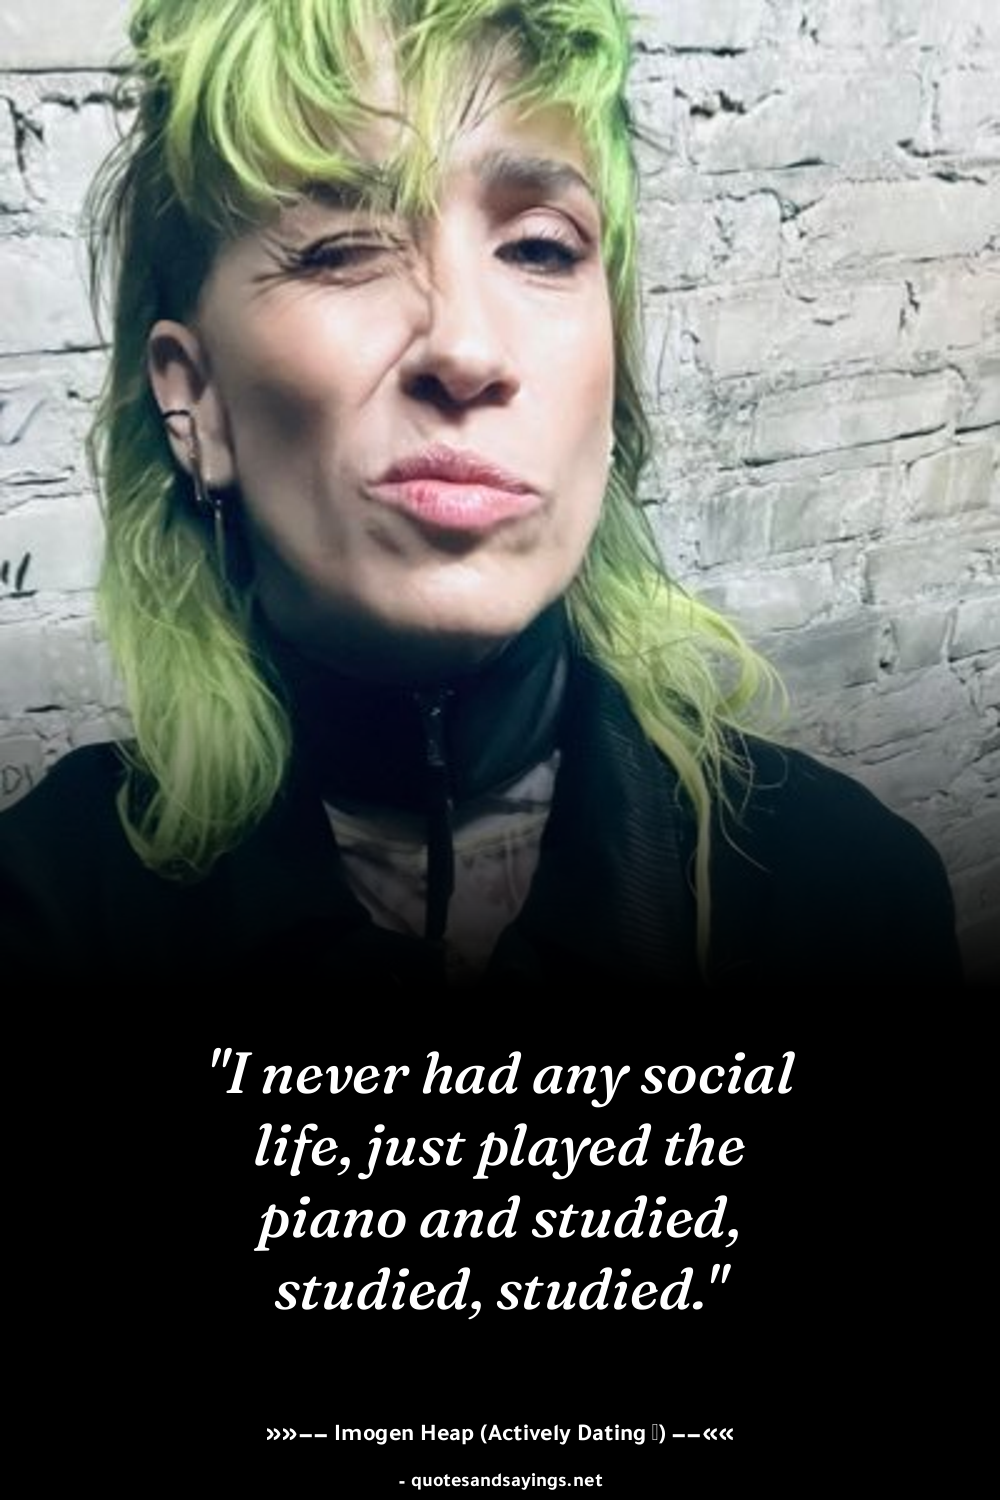 "I never had any social
life, just played the
piano and studied,
studied, studied."
»»−− Imogen Heap (Actively Dating ▯) −−««
- quotesandsayings.net